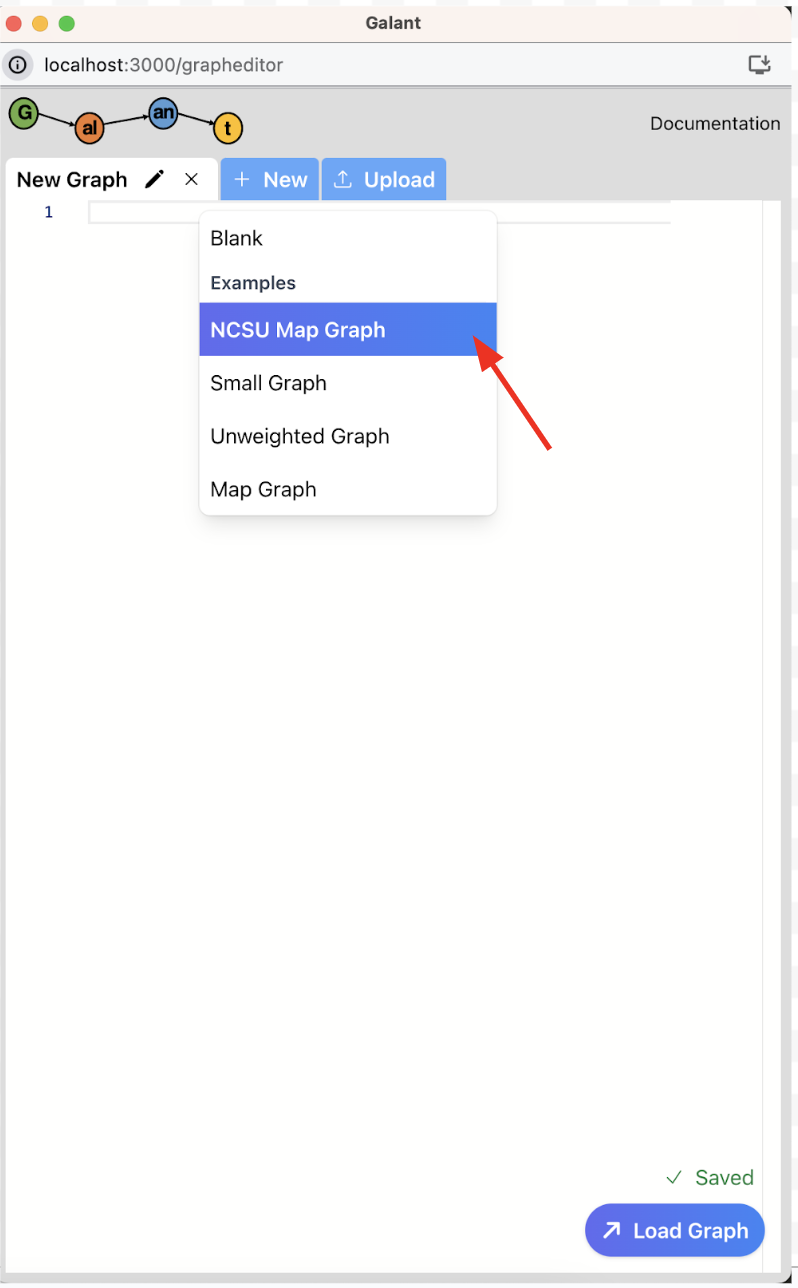 Galant
localhost:3000/grapheditor
G al an t
Documentation
New Graph New Upload
1
Blank
Examples
NCSU Map Graph
Small Graph
Unweighted Graph
Map Graph
Saved
Load Graph